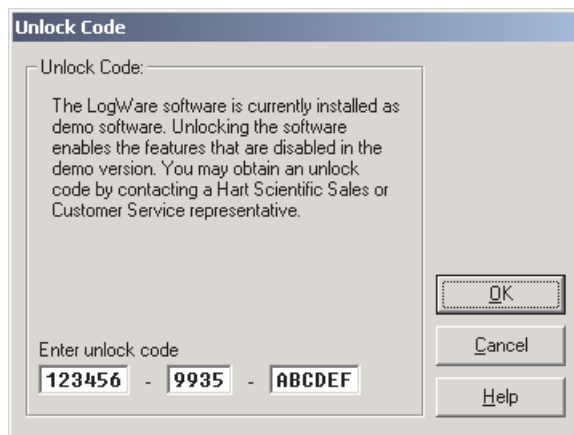 Unlock Code
Unlock Code:
The LogWare software is currently installed as
demo software. Unlocking the software
enables the features that are disabled in the
demo version. You may obtain an unlock
code by contacting a Hart Scientific Sales or
Customer Service representative.
OK
Cancel
Help
Enter unlock code
123456 - 9935 - ABCDEF